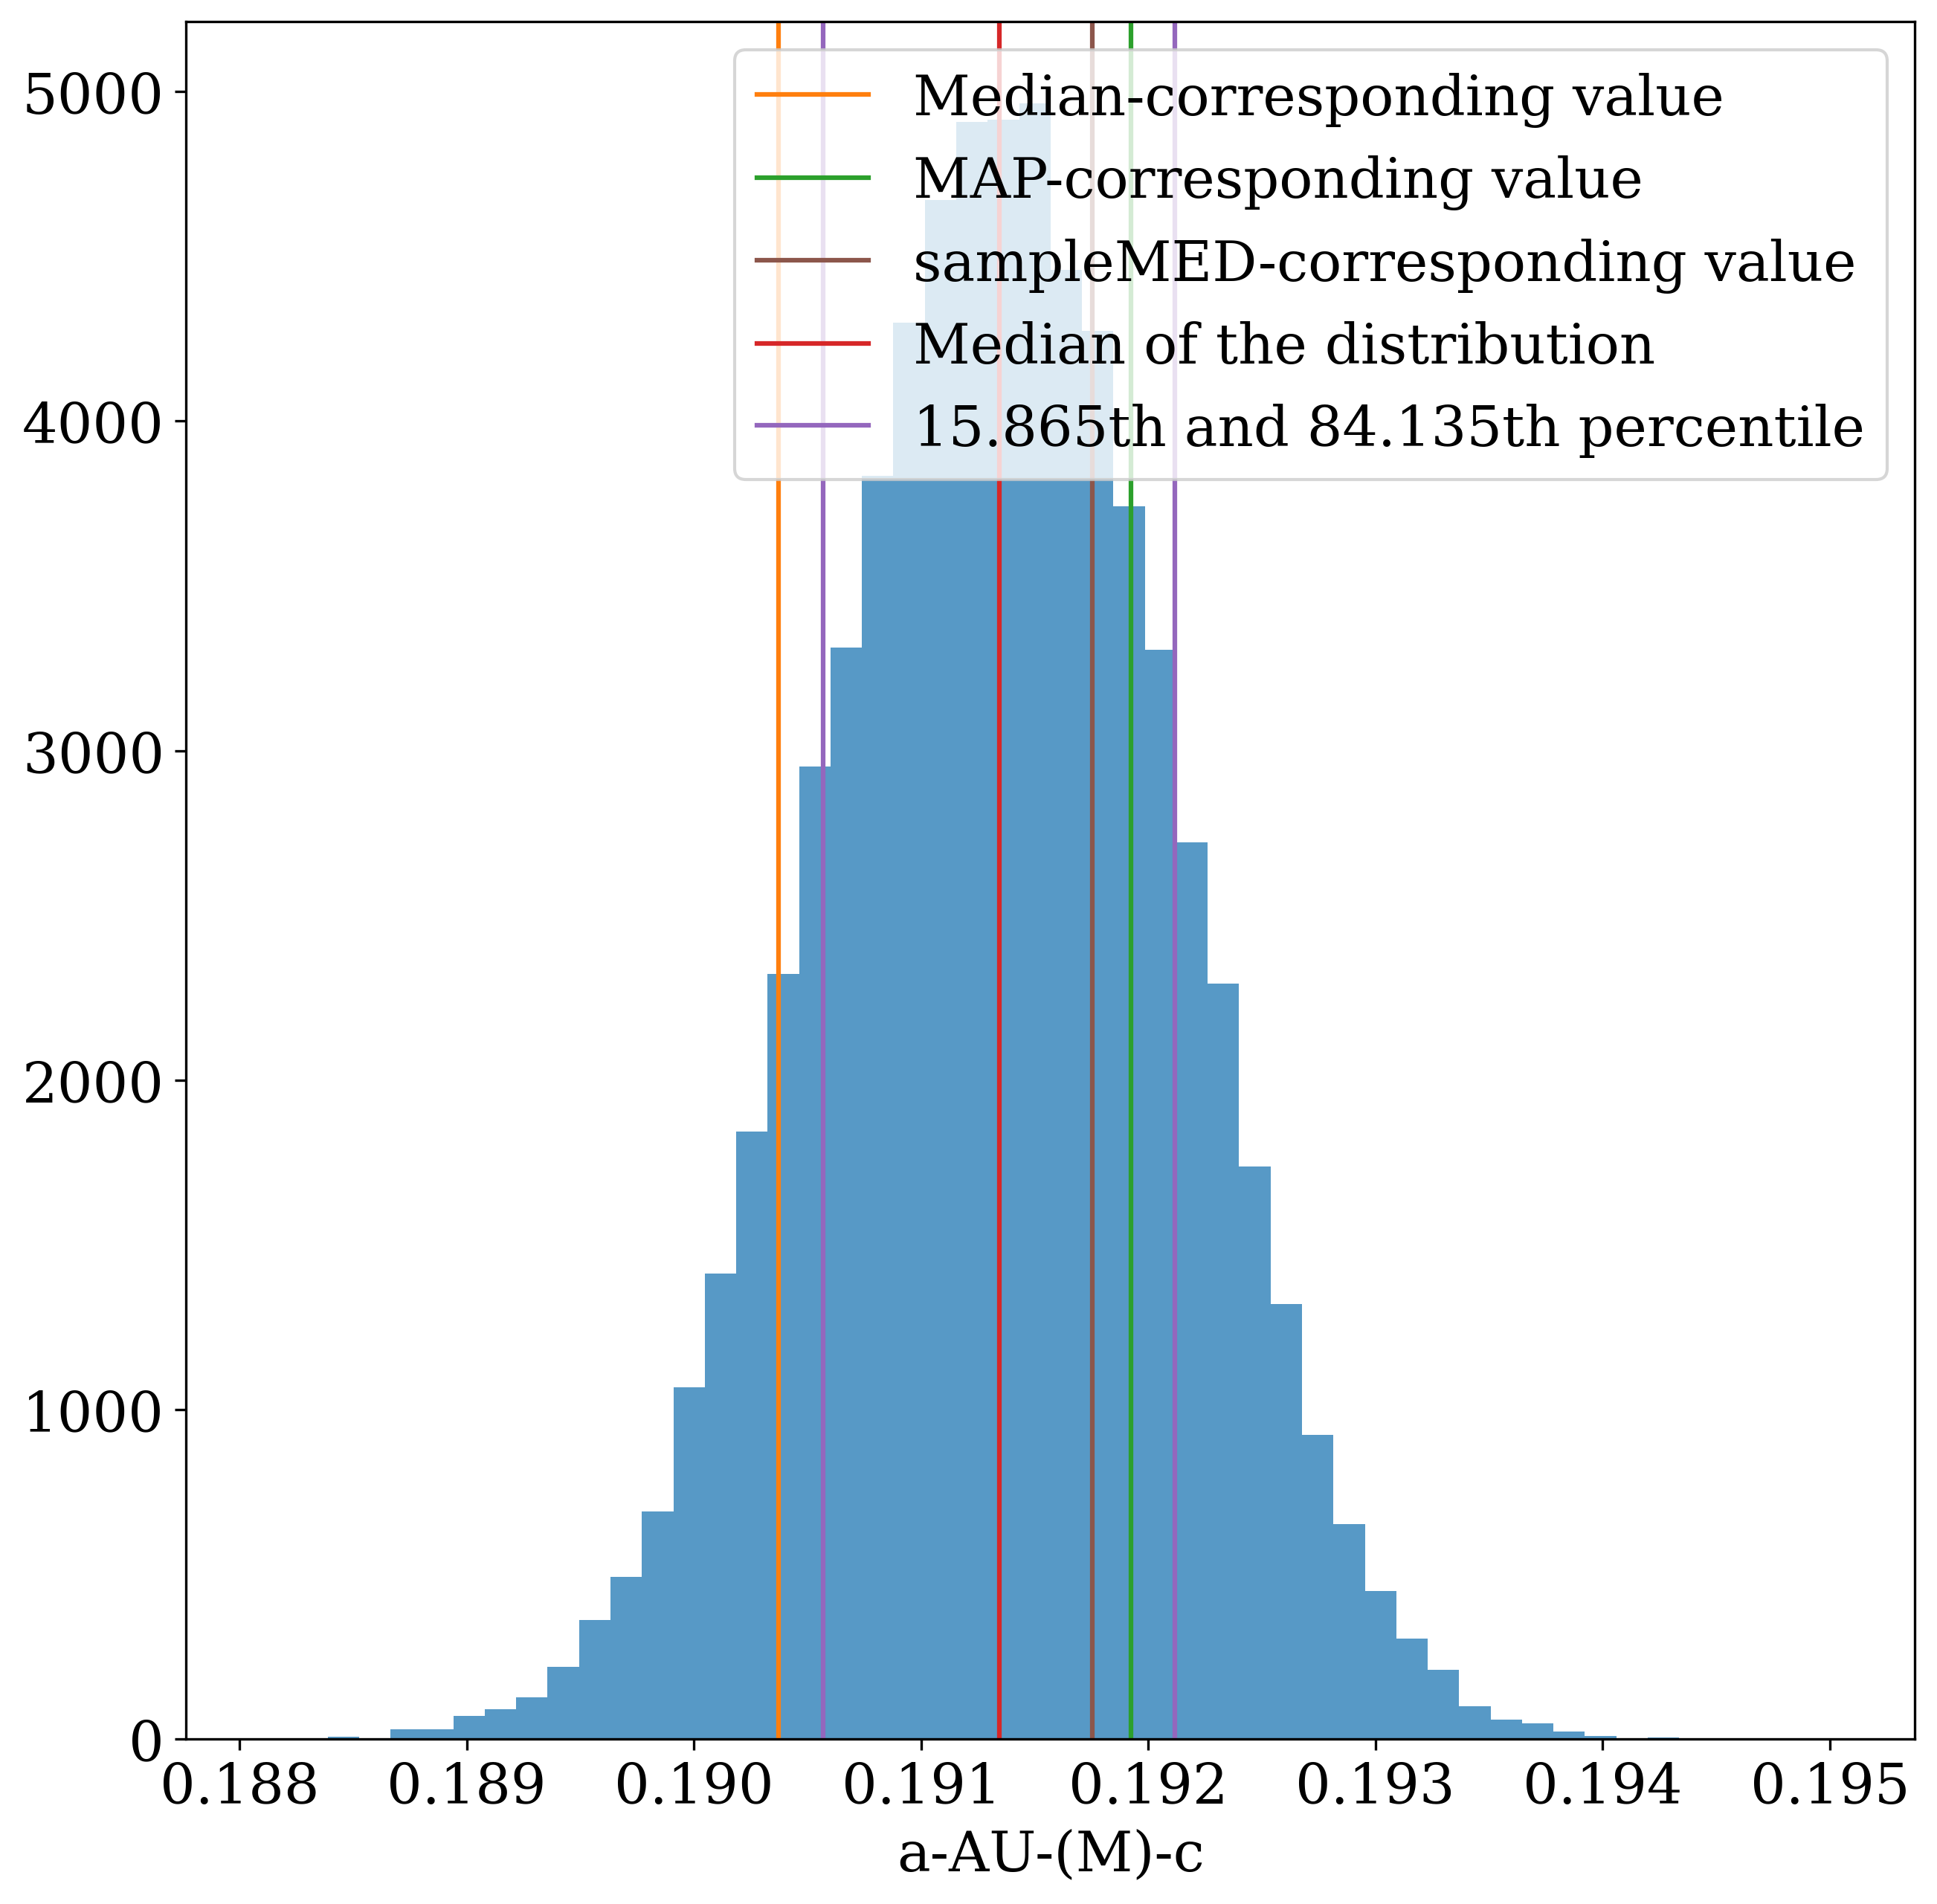 5000
4000
3000
2000
1000
0
Median-corresponding value
MAP-corresponding value
sampleMED-corresponding value
Median of the distribution
15.865th and 84.135th percentile
0.188 0.189 0.190 0.191 0.192 0.193 0.194 0.195
a-AU-(M)-c